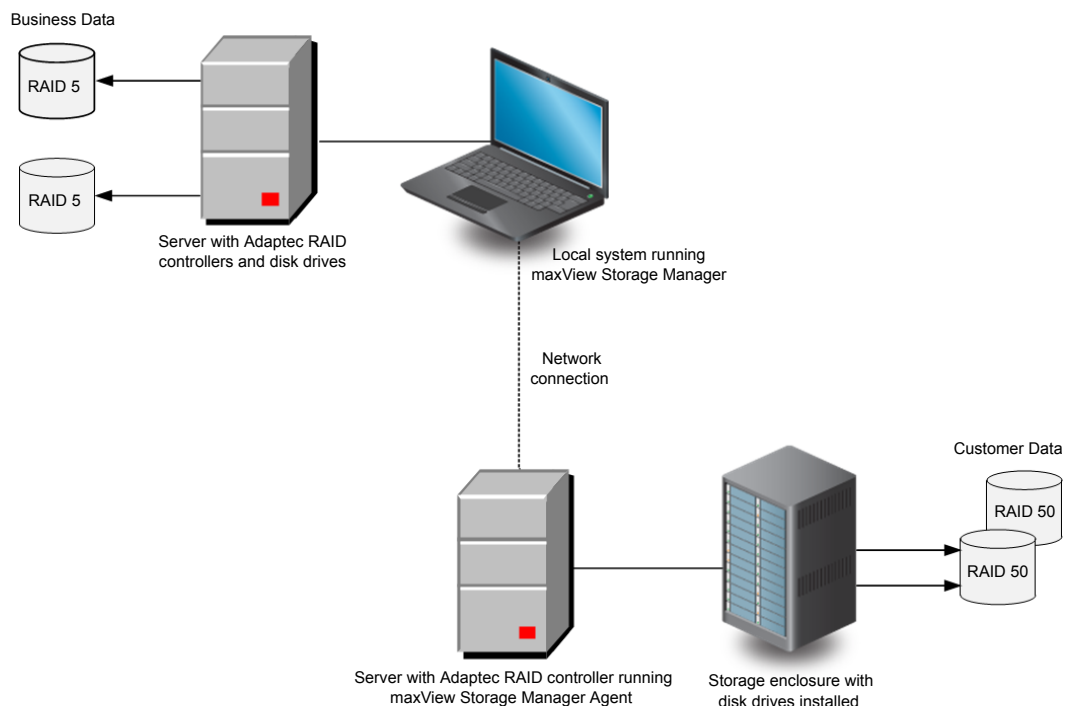 Business Data
RAID 5
RAID 5
Server with Adaptec RAID
controllers and disk drives
Local system running
maxView Storage Manager
Network
connection
Customer Data
RAID 50
RAID 50
Server with Adaptec RAID controller running
maxView Storage Manager Agent
Storage enclosure with
disk drives installed